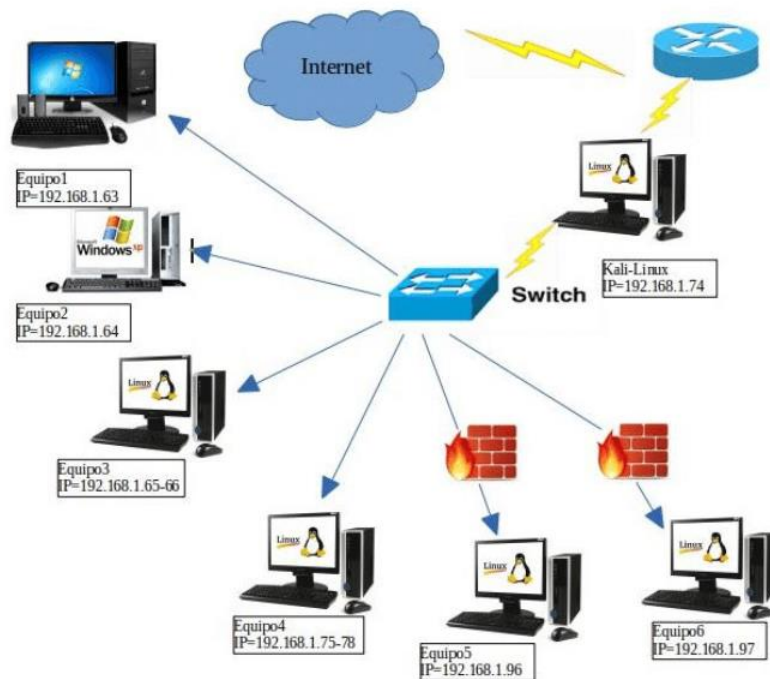 Internet
Linux
Equipo1
IP=192.168.1.63
Microsoft
Windows xp
Kali-Linux
IP=192.168.1.74
Switch
Equipo2
IP=192.168.1.64
Linux
Equipo3
IP=192.168.1.65-66
Linux
Linux
Linux
Equipo4
IP=192.168.1.75-78
Equipo5
IP=192.168.1.96
Equipo6
IP=192.168.1.97